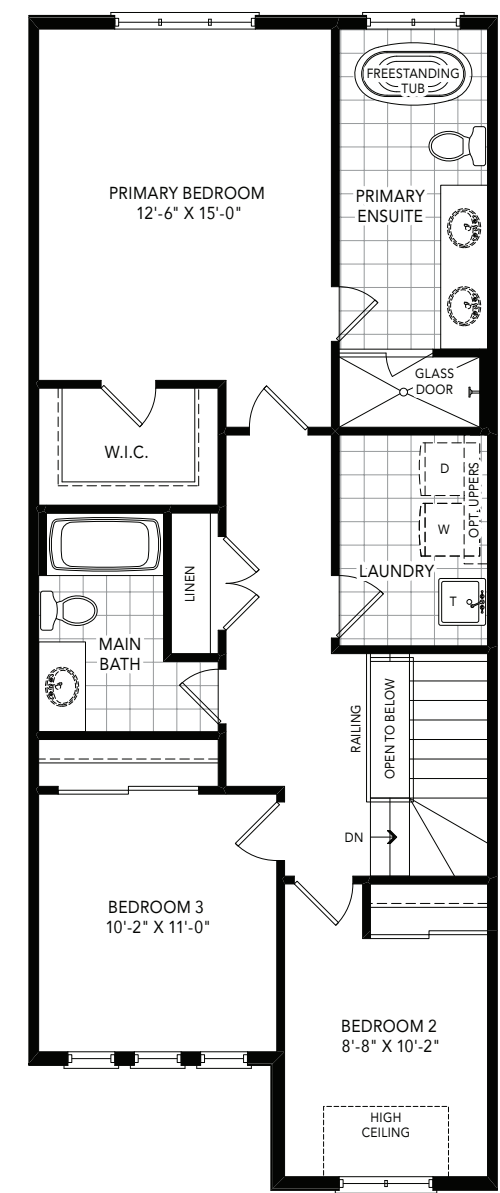 FREESTANDING
TUB
PRIMARY BEDROOM
12'-6" X 15'-0"
PRIMARY
ENSUITE
GLASS
DOOR
W.I.C.
D
W
OPT. UPPERS
LINEN
LAUNDRY
T
MAIN
BATH
RAILING
OPEN TO BELOW
DN
BEDROOM 3
10'-2" X 11'-0"
BEDROOM 2
8'-8" X 10'-2"
HIGH
CEILING